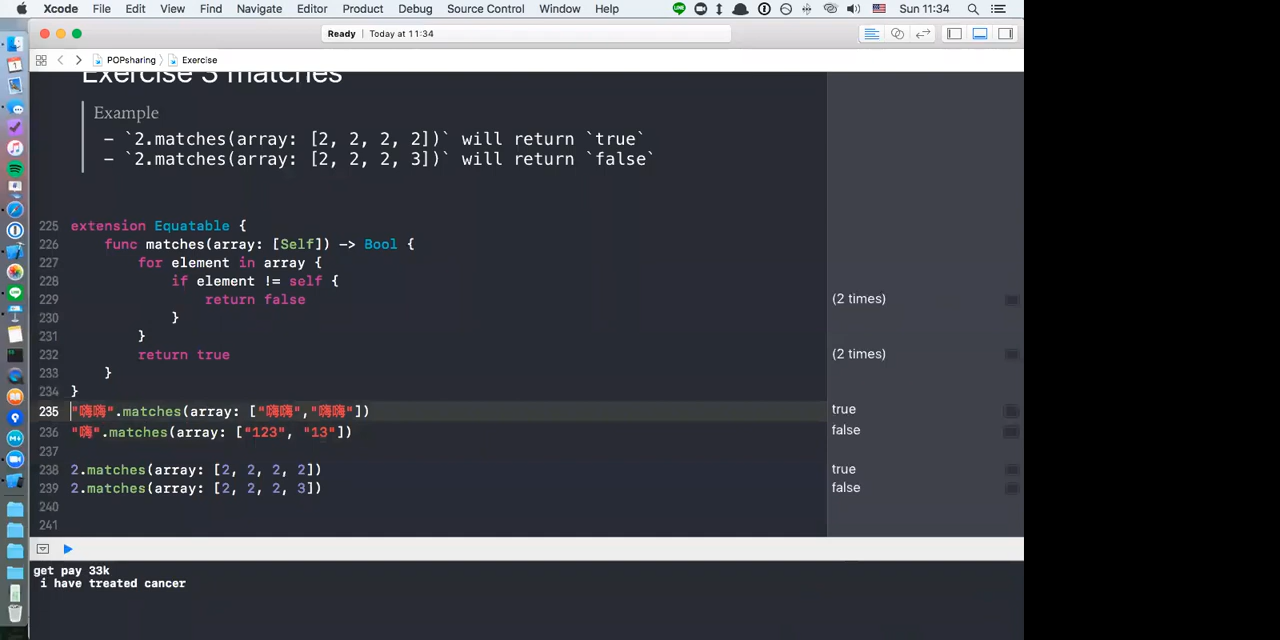 Xcode File Edit View Find Navigate Editor Product Debug Source Control Window Help Sun 11:34
Ready | Today at 11:34
POPsharing Exercise
Exercise 3 matches
Example
- `2.matches(array: [2, 2, 2, 2])` will return `true`
- `2.matches(array: [2, 2, 2, 3])` will return `false`
225 extension Equatable {
226 func matches(array: [Self]) -> Bool {
227 for element in array {
228 if element != self {
229 return false (2 times)
230 }
231 }
232 return true (2 times)
233 }
234 }
235 "嗨嗨".matches(array: ["嗨嗨","嗨嗨"]) true
236 "嗨".matches(array: ["123", "13"]) false
237
238 2.matches(array: [2, 2, 2, 2]) true
239 2.matches(array: [2, 2, 2, 3]) false
240
241
get pay 33k
i have treated cancer